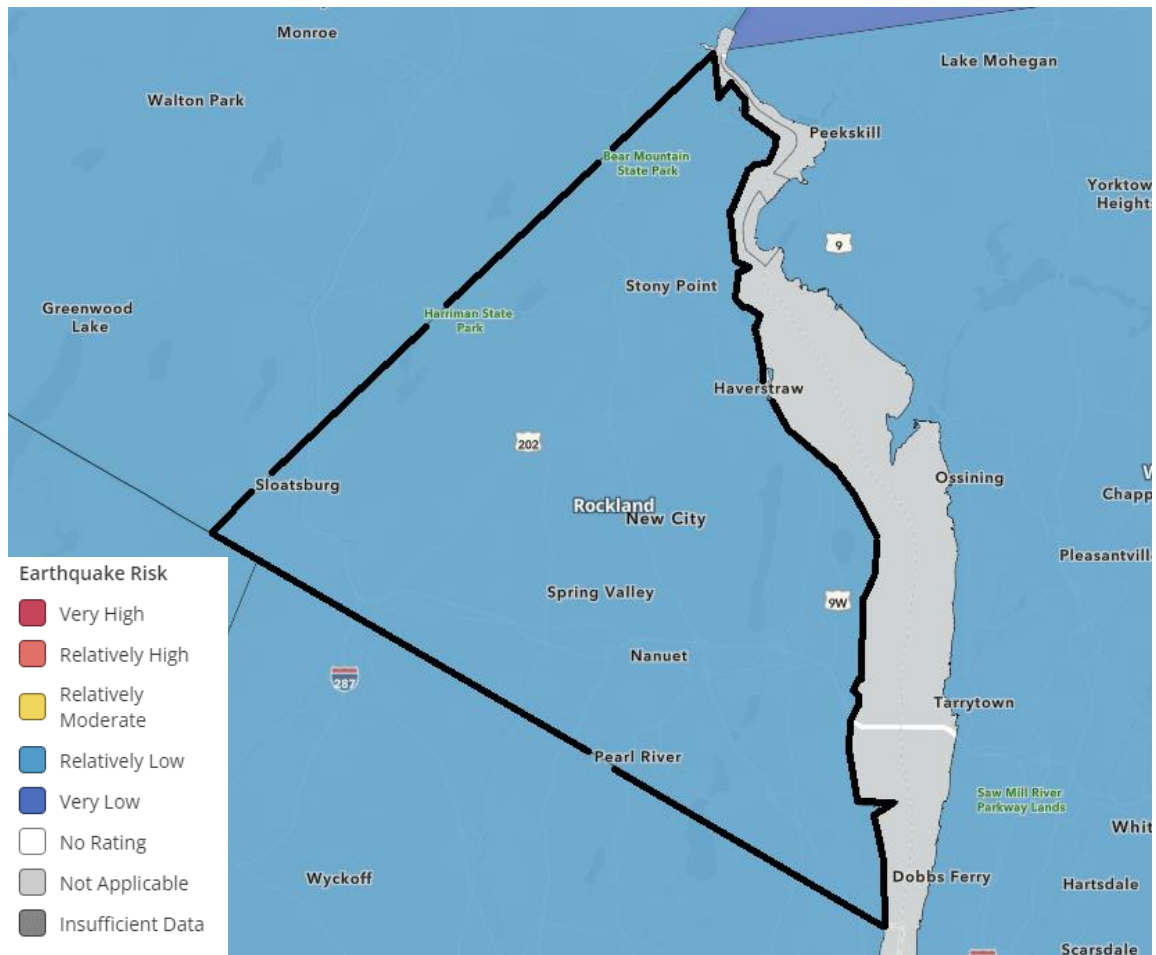 Monroe
Lake Mohegan
Walton Park
Peekskill
Bear Mountain
State Park
Yorktow
Heights
9
Stony Point
Greenwood
Lake
Harriman State
Park
Haverstraw
202
Sloatsburg
Ossining
W
Chapp
Rockland
New City
Pleasantville
Spring Valley
9W
Nanuet
287
Tarrytown
Pearl River
Saw Mill River
Parkway Lands
Whit
Wyckoff
Dobbs Ferry
Hartsdale
Scarsdale
Earthquake Risk
Very High
Relatively High
Relatively
Moderate
Relatively Low
Very Low
No Rating
Not Applicable
Insufficient Data